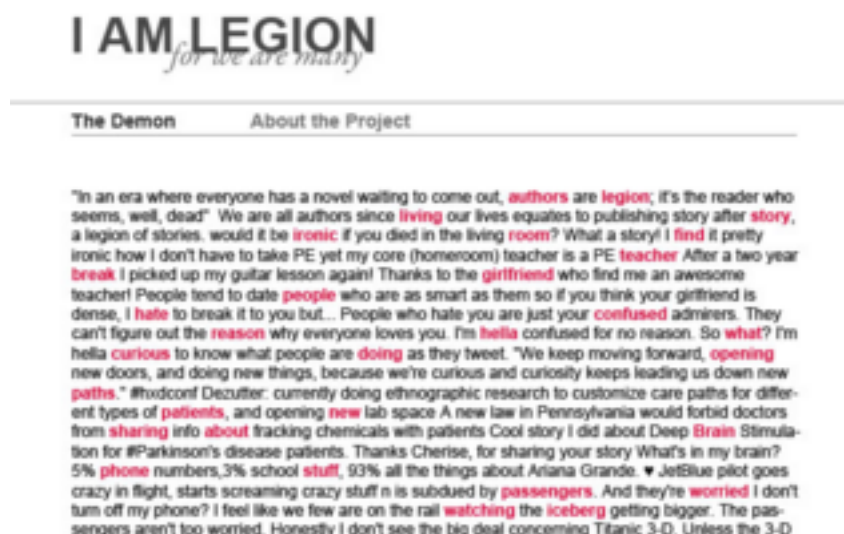 I AM LEGION
for we are many
The Demon About the Project
"In an era where everyone has a novel waiting to come out, authors are legion; it's the reader who
seems, well, dead" We are all authors since living our lives equates to publishing story after story,
a legion of stories. would it be ironic if you died in the living room? What a story! I find it pretty
ironic how I don't have to take PE yet my core (homeroom) teacher is a PE teacher After a two year
break I picked up my guitar lesson again! Thanks to the girlfriend who find me an awesome
teacher! People tend to date people who are as smart as them so if you think your girlfriend is
dense, I hate to break it to you but... People who hate you are just your confused admirers. They
can't figure out the reason why everyone loves you. I'm hella confused for no reason. So what? I'm
hella curious to know what people are doing as they tweet. "We keep moving forward, opening
new doors, and doing new things, because we're curious and curiosity keeps leading us down new
paths." #hxdconf Dezutter: currently doing ethnographic research to customize care paths for differ-
ent types of patients, and opening new lab space A new law in Pennsylvania would forbid doctors
from sharing info about fracking chemicals with patients Cool story I did about Deep Brain Stimula-
tion for #Parkinson's disease patients. Thanks Cherise, for sharing your story What's in my brain?
5% phone numbers,3% school stuff, 93% all the things about Ariana Grande. ♥ JetBlue pilot goes
crazy in flight, starts screaming crazy stuff n is subdued by passengers. And they're worried I don't
turn off my phone? I feel like we few are on the rail watching the iceberg getting bigger. The pas-
sengers aren't too worried. Honestly I don't see the big deal concerning Titanic 3-D. Unless the 3-D